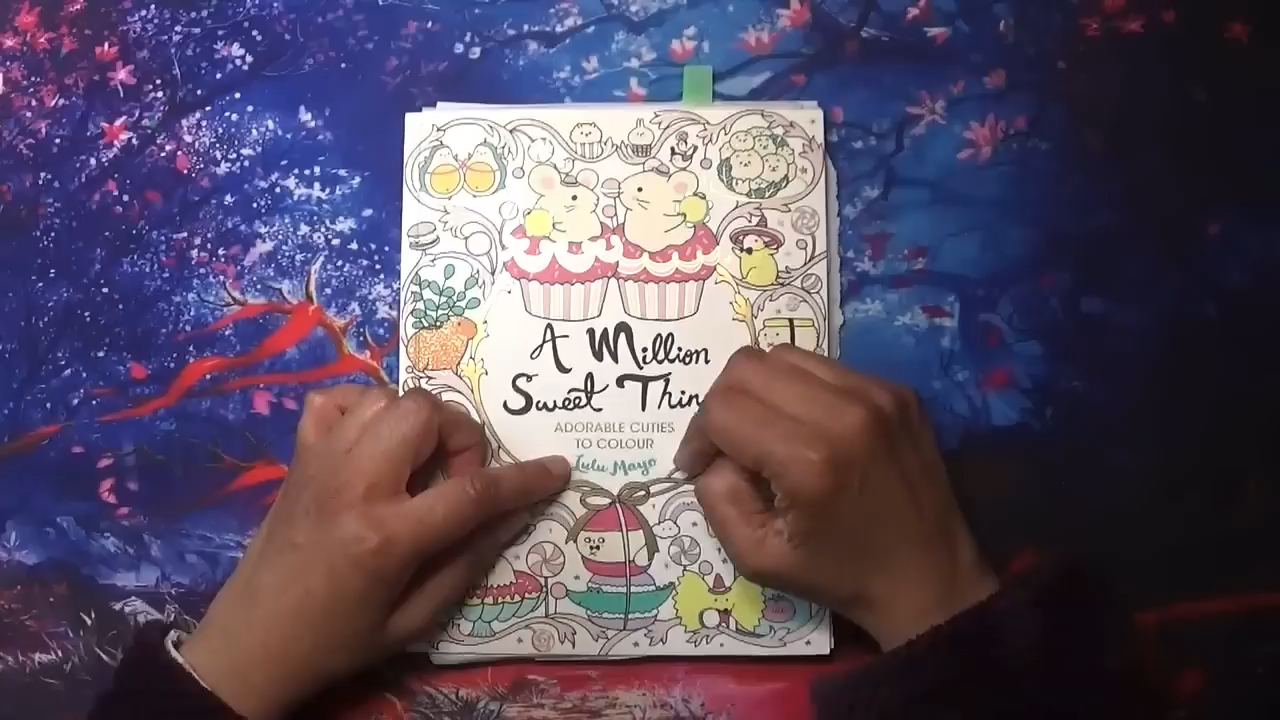 A Million
Sweet Thin
ADORABLE CUTIES
TO COLOUR
Lulu Mayo